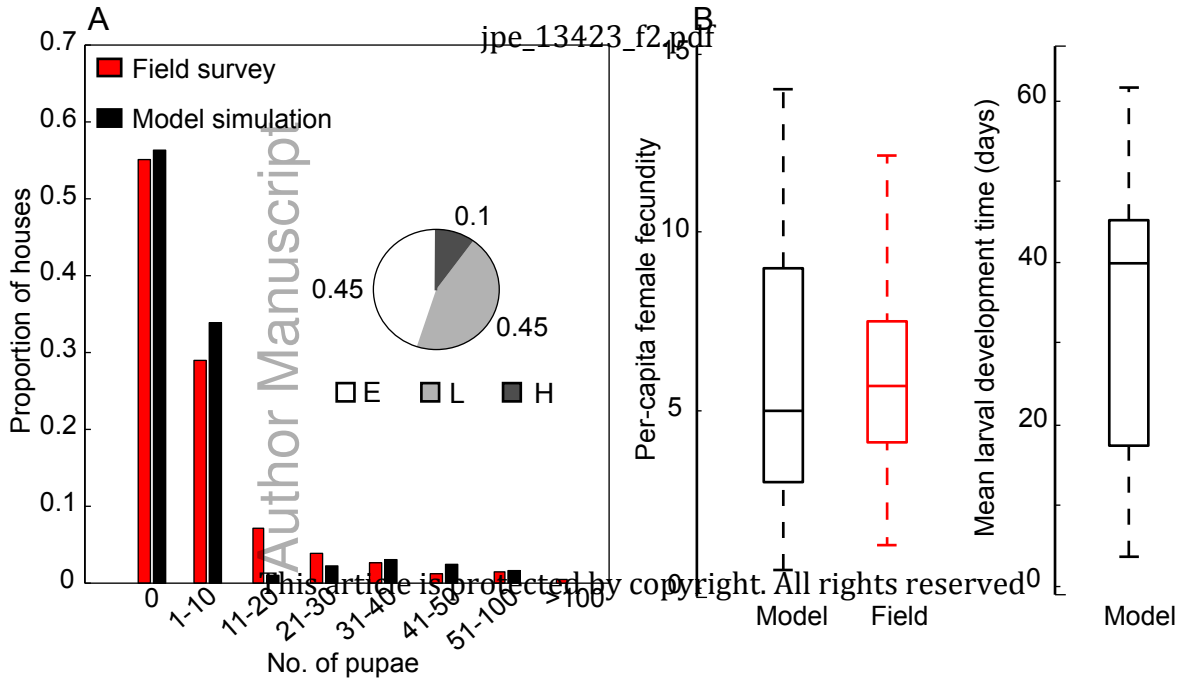 A
B
jpe_13423_f2.pdf
0.7
0.6
0.5
0.4
0.3
0.2
0.1
0
Proportion of houses
Field survey
Model simulation
Author Manuscript
0.1
0.45
0.45
E
L
H
0
1-10
11-20
21-30
31-40
41-50
51-100
>100
No. of pupae
This article is protected by copyright. All rights reserved
Per-capita female fecundity
15
10
5
0
Model
Field
Mean larval development time (days)
60
40
20
0
Model